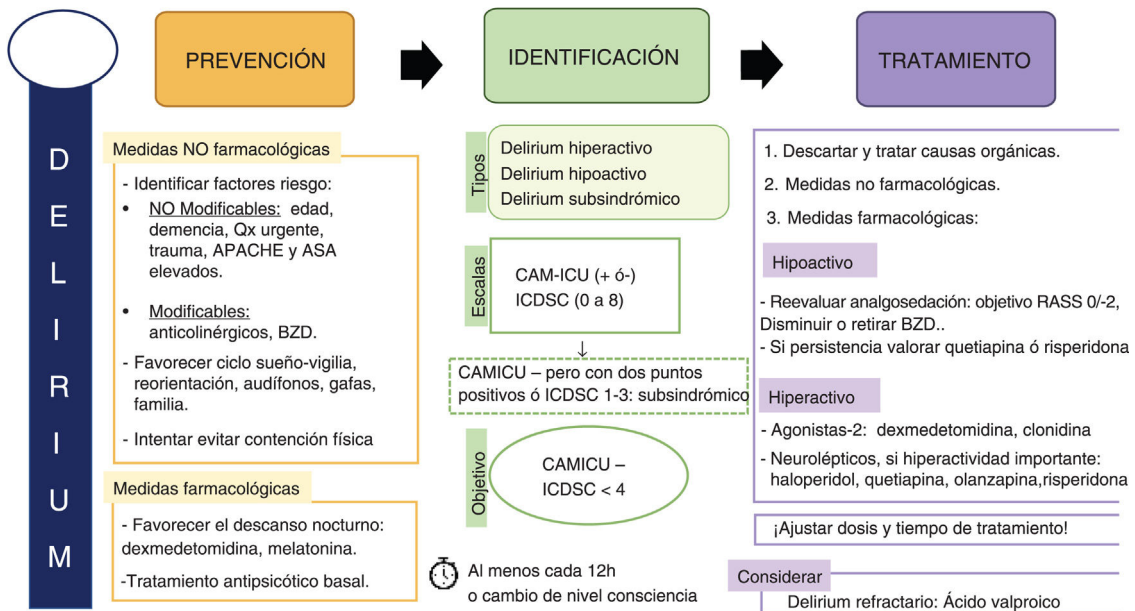 DELIRIUM
PREVENCIÓN
Medidas NO farmacológicas
- Identificar factores riesgo:
• NO Modificables: edad,
demencia, Qx urgente,
trauma, APACHE y ASA
elevados.
• Modificables:
anticolinérgicos, BZD.
- Favorecer ciclo sueño-vigilia,
reorientación, audífonos, gafas,
familia.
- Intentar evitar contención física
Medidas farmacológicas
- Favorecer el descanso nocturno:
dexmedetomidina, melatonina.
-Tratamiento antipsicótico basal.
IDENTIFICACIÓN
Tipos
Delirium hiperactivo
Delirium hipoactivo
Delirium subsindrómico
Escalas
CAM-ICU (+ ó-)
ICDSC (0 a 8)
↓
CAMICU – pero con dos puntos
positivos ó ICDSC 1-3: subsindrómico
Objetivo
CAMICU –
ICDSC < 4
Al menos cada 12h
o cambio de nivel consciencia
TRATAMIENTO
1. Descartar y tratar causas orgánicas.
2. Medidas no farmacológicas.
3. Medidas farmacológicas:
Hipoactivo
- Reevaluar analgosedación: objetivo RASS 0/-2,
Disminuir o retirar BZD..
- Si persistencia valorar quetiapina ó risperidona
Hiperactivo
- Agonistas-2: dexmedetomidina, clonidina
- Neurolépticos, si hiperactividad importante:
haloperidol, quetiapina, olanzapina,risperidona
¡Ajustar dosis y tiempo de tratamiento!
Considerar
Delirium refractario: Ácido valproico